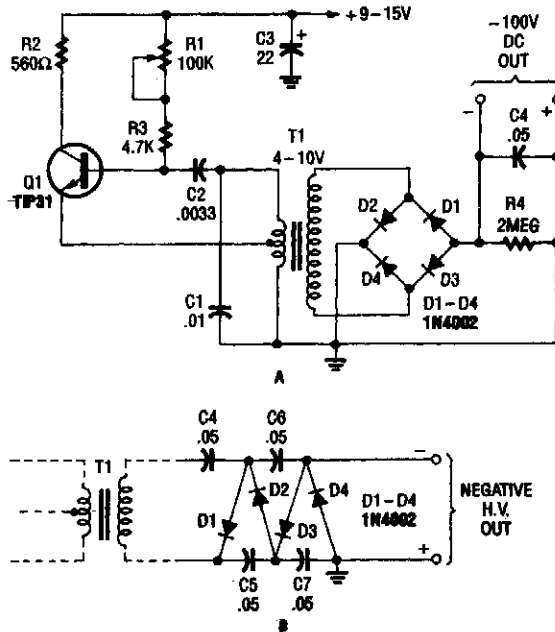 +9–15V
R2
560Ω
R1
100K
C3
22
+
–100V
DC
OUT
–
+
R3
4.7K
T1
4–10V
C4
.05
Q1
TIP31
C2
.0033
D2
D1
R4
2MEG
D4
D3
C1
.01
D1–D4
1N4002
A
C4
.05
C6
.05
T1
–
D2
D4
D1–D4
1N4002
NEGATIVE
H.V.
OUT
D1
D3
+
C5
.05
C7
.05
B